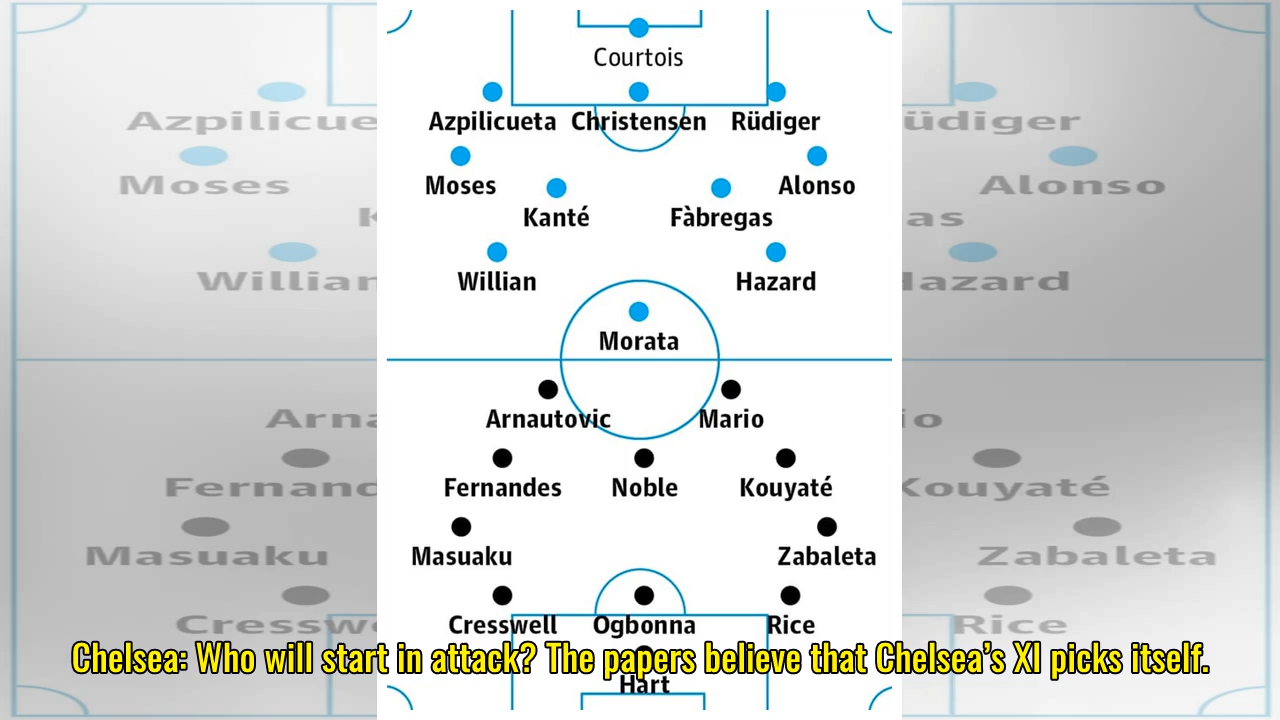 Courtois
Azpilicueta Christensen Rüdiger
Moses Alonso
Kanté Fàbregas
Willian Hazard
Morata
Arnautovic Mario
Fernandes Noble Kouyaté
Masuaku Zabaleta
Cresswell Ogbonna Rice
Chelsea: Who will start in attack? The papers believe that Chelsea’s XI picks itself.
Hart